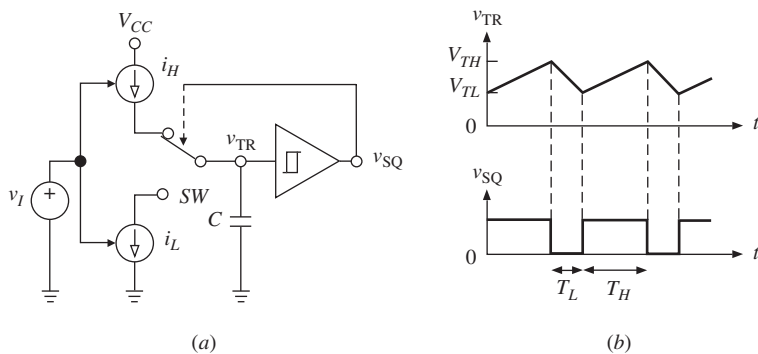 V_CC
i_H
v_TR
v_SQ
v_I
SW
C
i_L
(a)
v_TR
V_TH
V_TL
0
t
v_SQ
0
t
T_L
T_H
(b)